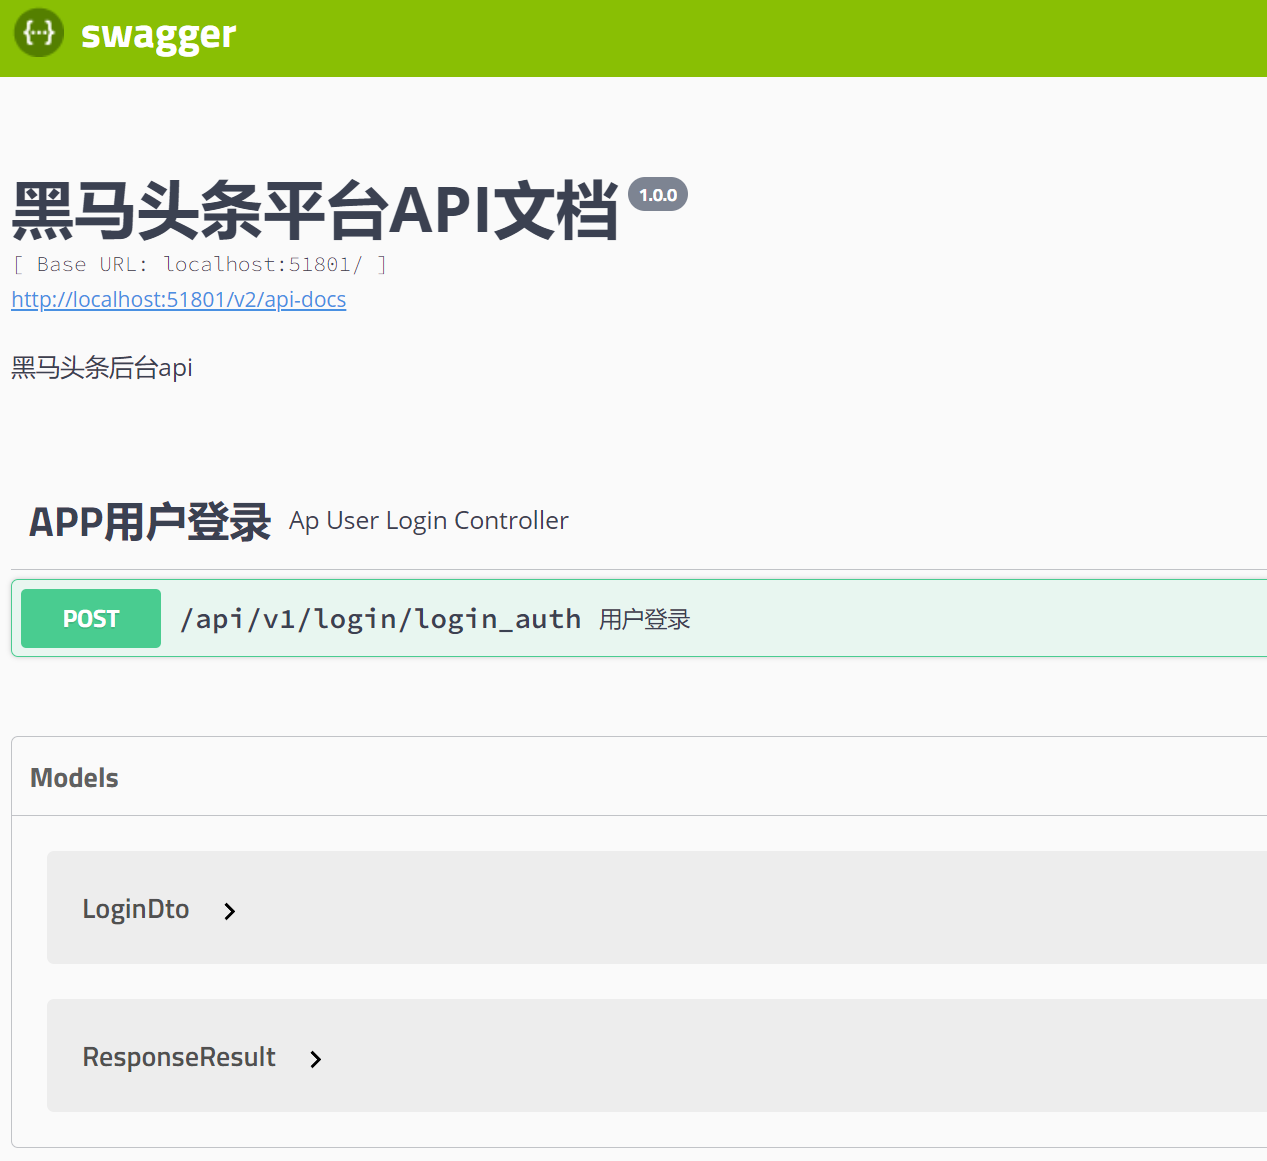 {···} swagger
黑马头条平台API文档 1.0.0
[ Base URL: localhost:51801/ ]
http://localhost:51801/v2/api-docs
黑马头条后台api
APP用户登录 Ap User Login Controller
POST /api/v1/login/login_auth 用户登录
Models
LoginDto
ResponseResult